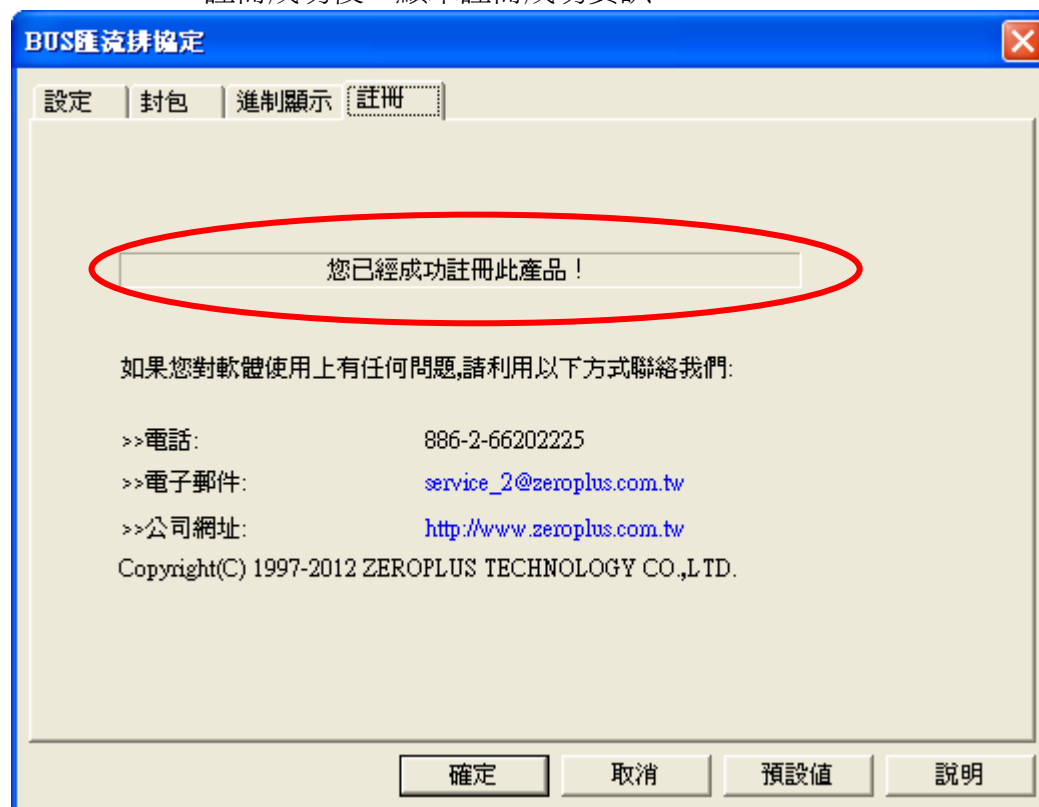 BUS匯流排協定
設定 封包 進制顯示 註冊
您已經成功註冊此產品！
如果您對軟體使用上有任何問題,請利用以下方式聯絡我們:
>>電話: 886-2-66202225
>>電子郵件: service_2@zeroplus.com.tw
>>公司網址: http://www.zeroplus.com.tw
Copyright(C) 1997-2012 ZEROPLUS TECHNOLOGY CO.,LTD.
確定 取消 預設値 說明